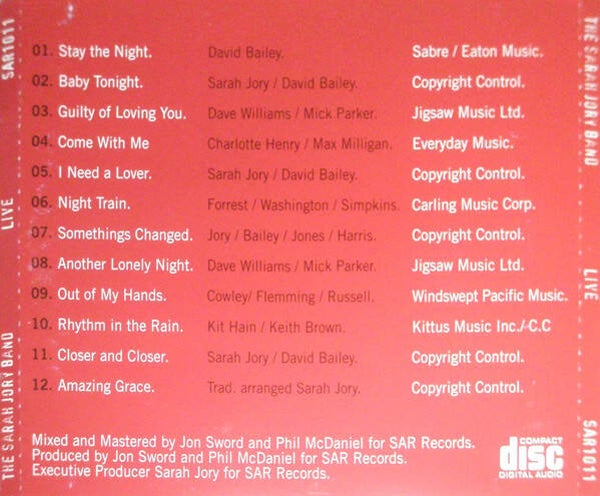 01. Stay the Night. David Bailey. Sabre / Eaton Music.
02. Baby Tonight. Sarah Jory / David Bailey. Copyright Control.
03. Guilty of Loving You. Dave Williams / Mick Parker. Jigsaw Music Ltd.
04. Come With Me Charlotte Henry / Max Milligan. Everyday Music.
05. I Need a Lover. Sarah Jory / David Bailey. Copyright Control.
06. Night Train. Forrest / Washington / Simpkins. Carling Music Corp.
07. Somethings Changed. Jory / Bailey / Jones / Harris. Copyright Control.
08. Another Lonely Night. Dave Williams / Mick Parker. Jigsaw Music Ltd.
09. Out of My Hands. Cowley/ Flemming / Russell. Windswept Pacific Music.
10. Rhythm in the Rain. Kit Hain / Keith Brown. Kittus Music Inc./C.C
11. Closer and Closer. Sarah Jory / David Bailey. Copyright Control.
12. Amazing Grace. Trad. arranged Sarah Jory. Copyright Control.
Mixed and Mastered by Jon Sword and Phil McDaniel for SAR Records.
Produced by Jon Sword and Phil McDaniel for SAR Records.
Executive Producer Sarah Jory for SAR Records.
COMPACT
disc
DIGITAL AUDIO
THE SARAH JORY BAND LIVE SAR1011
THE SARAH JORY BAND LIVE SAR1011